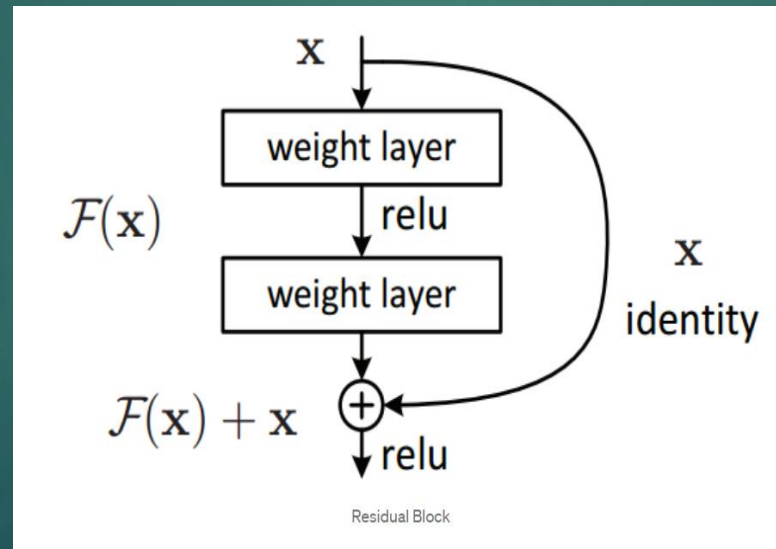 x
weight layer
F(x)
relu
x
weight layer
identity
F(x) + x
relu
Residual Block